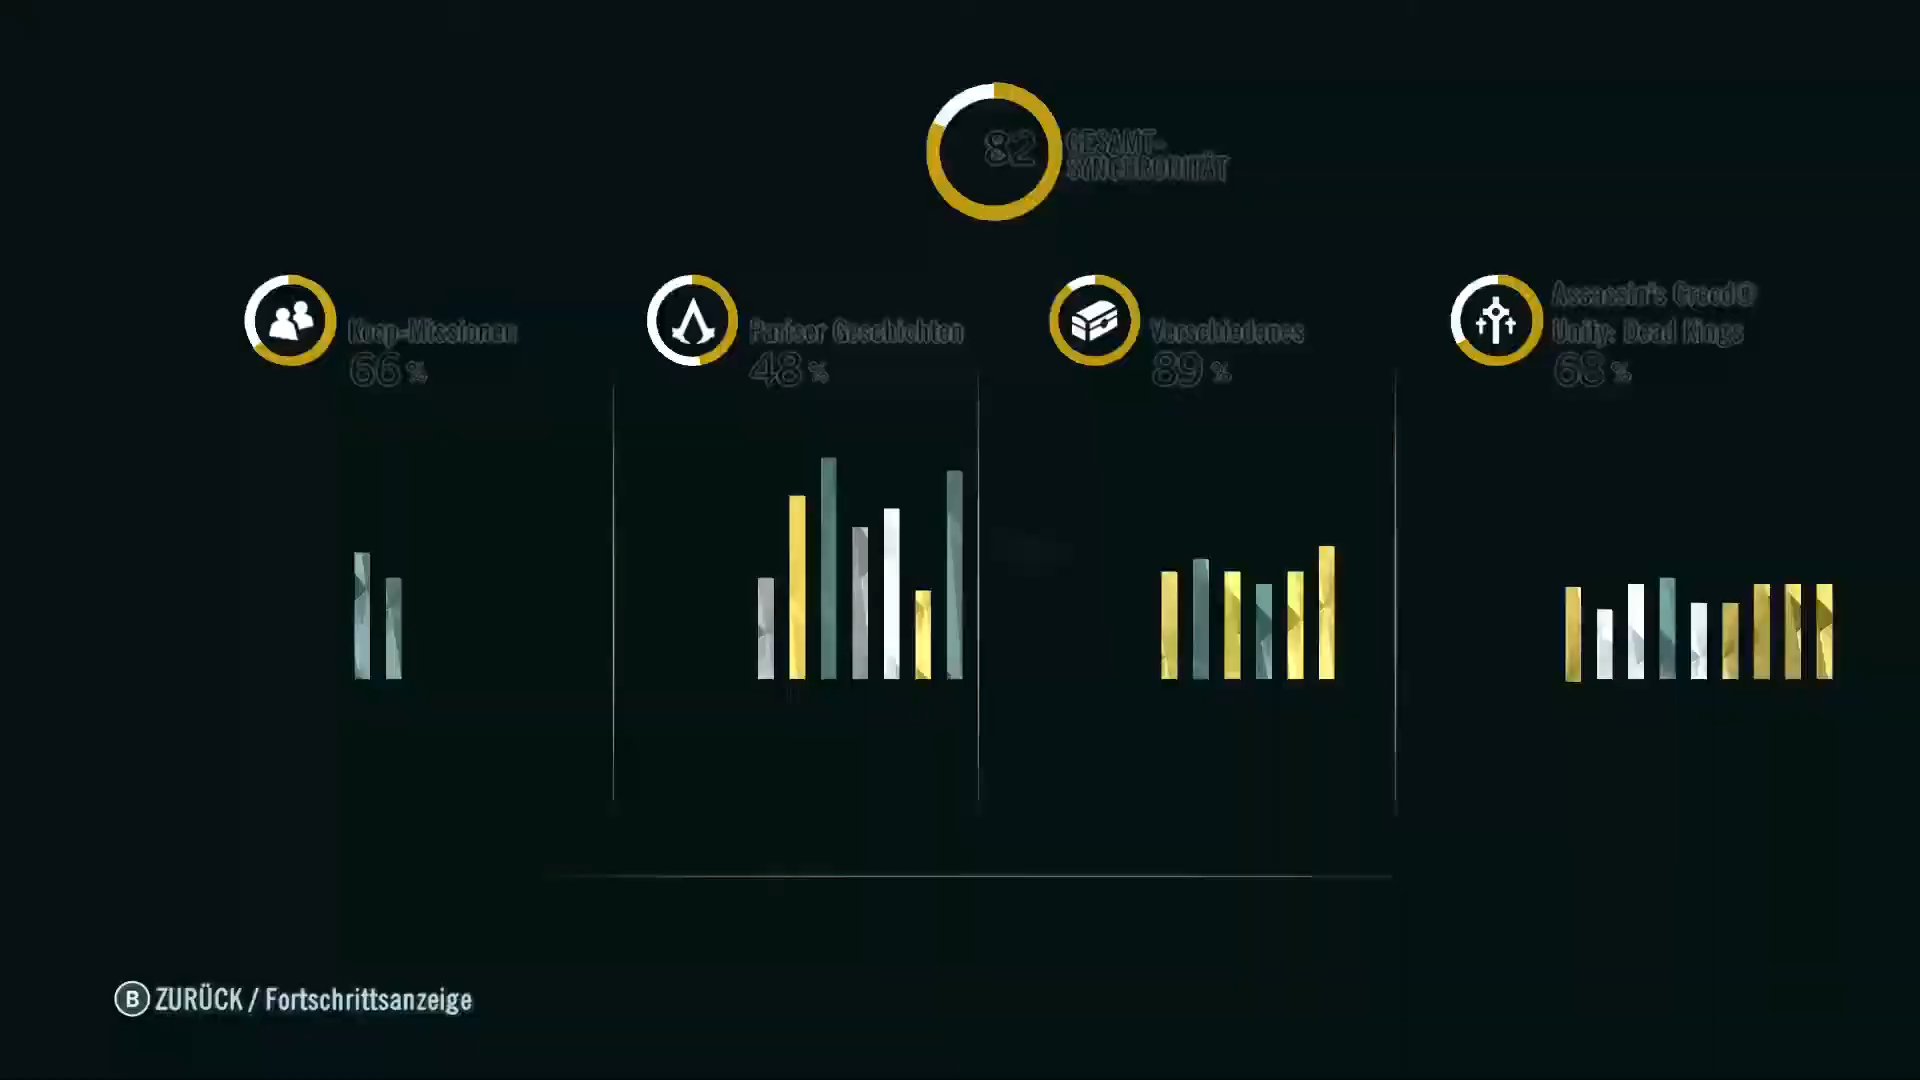 82
GESAMT-
SYNCHRONITÄT
Koop-Missionen
66 %
Pariser Geschichten
48 %
Verschiedenes
89 %
Assassin's Creed®
Unity: Dead Kings
68 %
B ZURÜCK / Fortschrittsanzeige